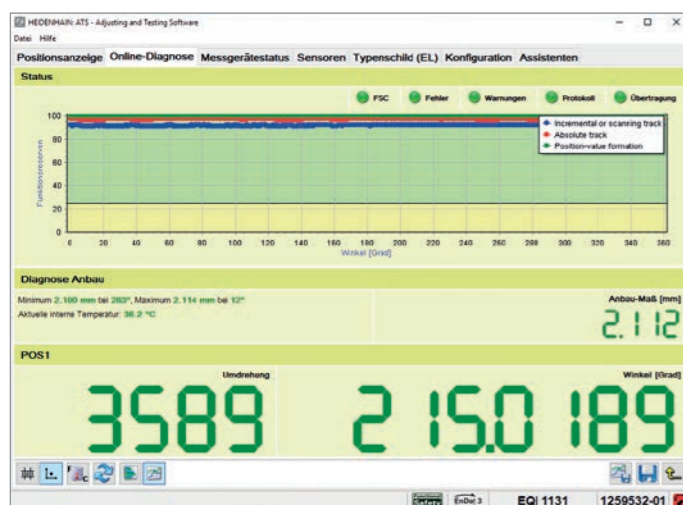 HEIDENHAIN: ATS - Adjusting and Testing Software
Datei Hilfe
Positionsanzeige Online-Diagnose Messgerätestatus Sensoren Typenschild (EL) Konfiguration Assistenten
Status
FSC Fehler Warnungen Protokoll Übertragung
Incremental or scanning track
Absolute track
Position-value formation
Funktionsreserven
100
80
60
40
20
0
0 20 40 60 80 100 120 140 160 180 200 220 240 260 280 300 320 340 360
Winkel [Grad]
Diagnose Anbau
Minimum 2.100 mm bei 283°, Maximum 2.114 mm bei 12°
Aktuelle interne Temperatur: 38.2 °C
Anbau-Maß [mm]
2.112
POS1
Umdrehung Winkel [Grad]
3589 215.0189
Functional Safety EnDat 3 EQI 1131 1259532-01